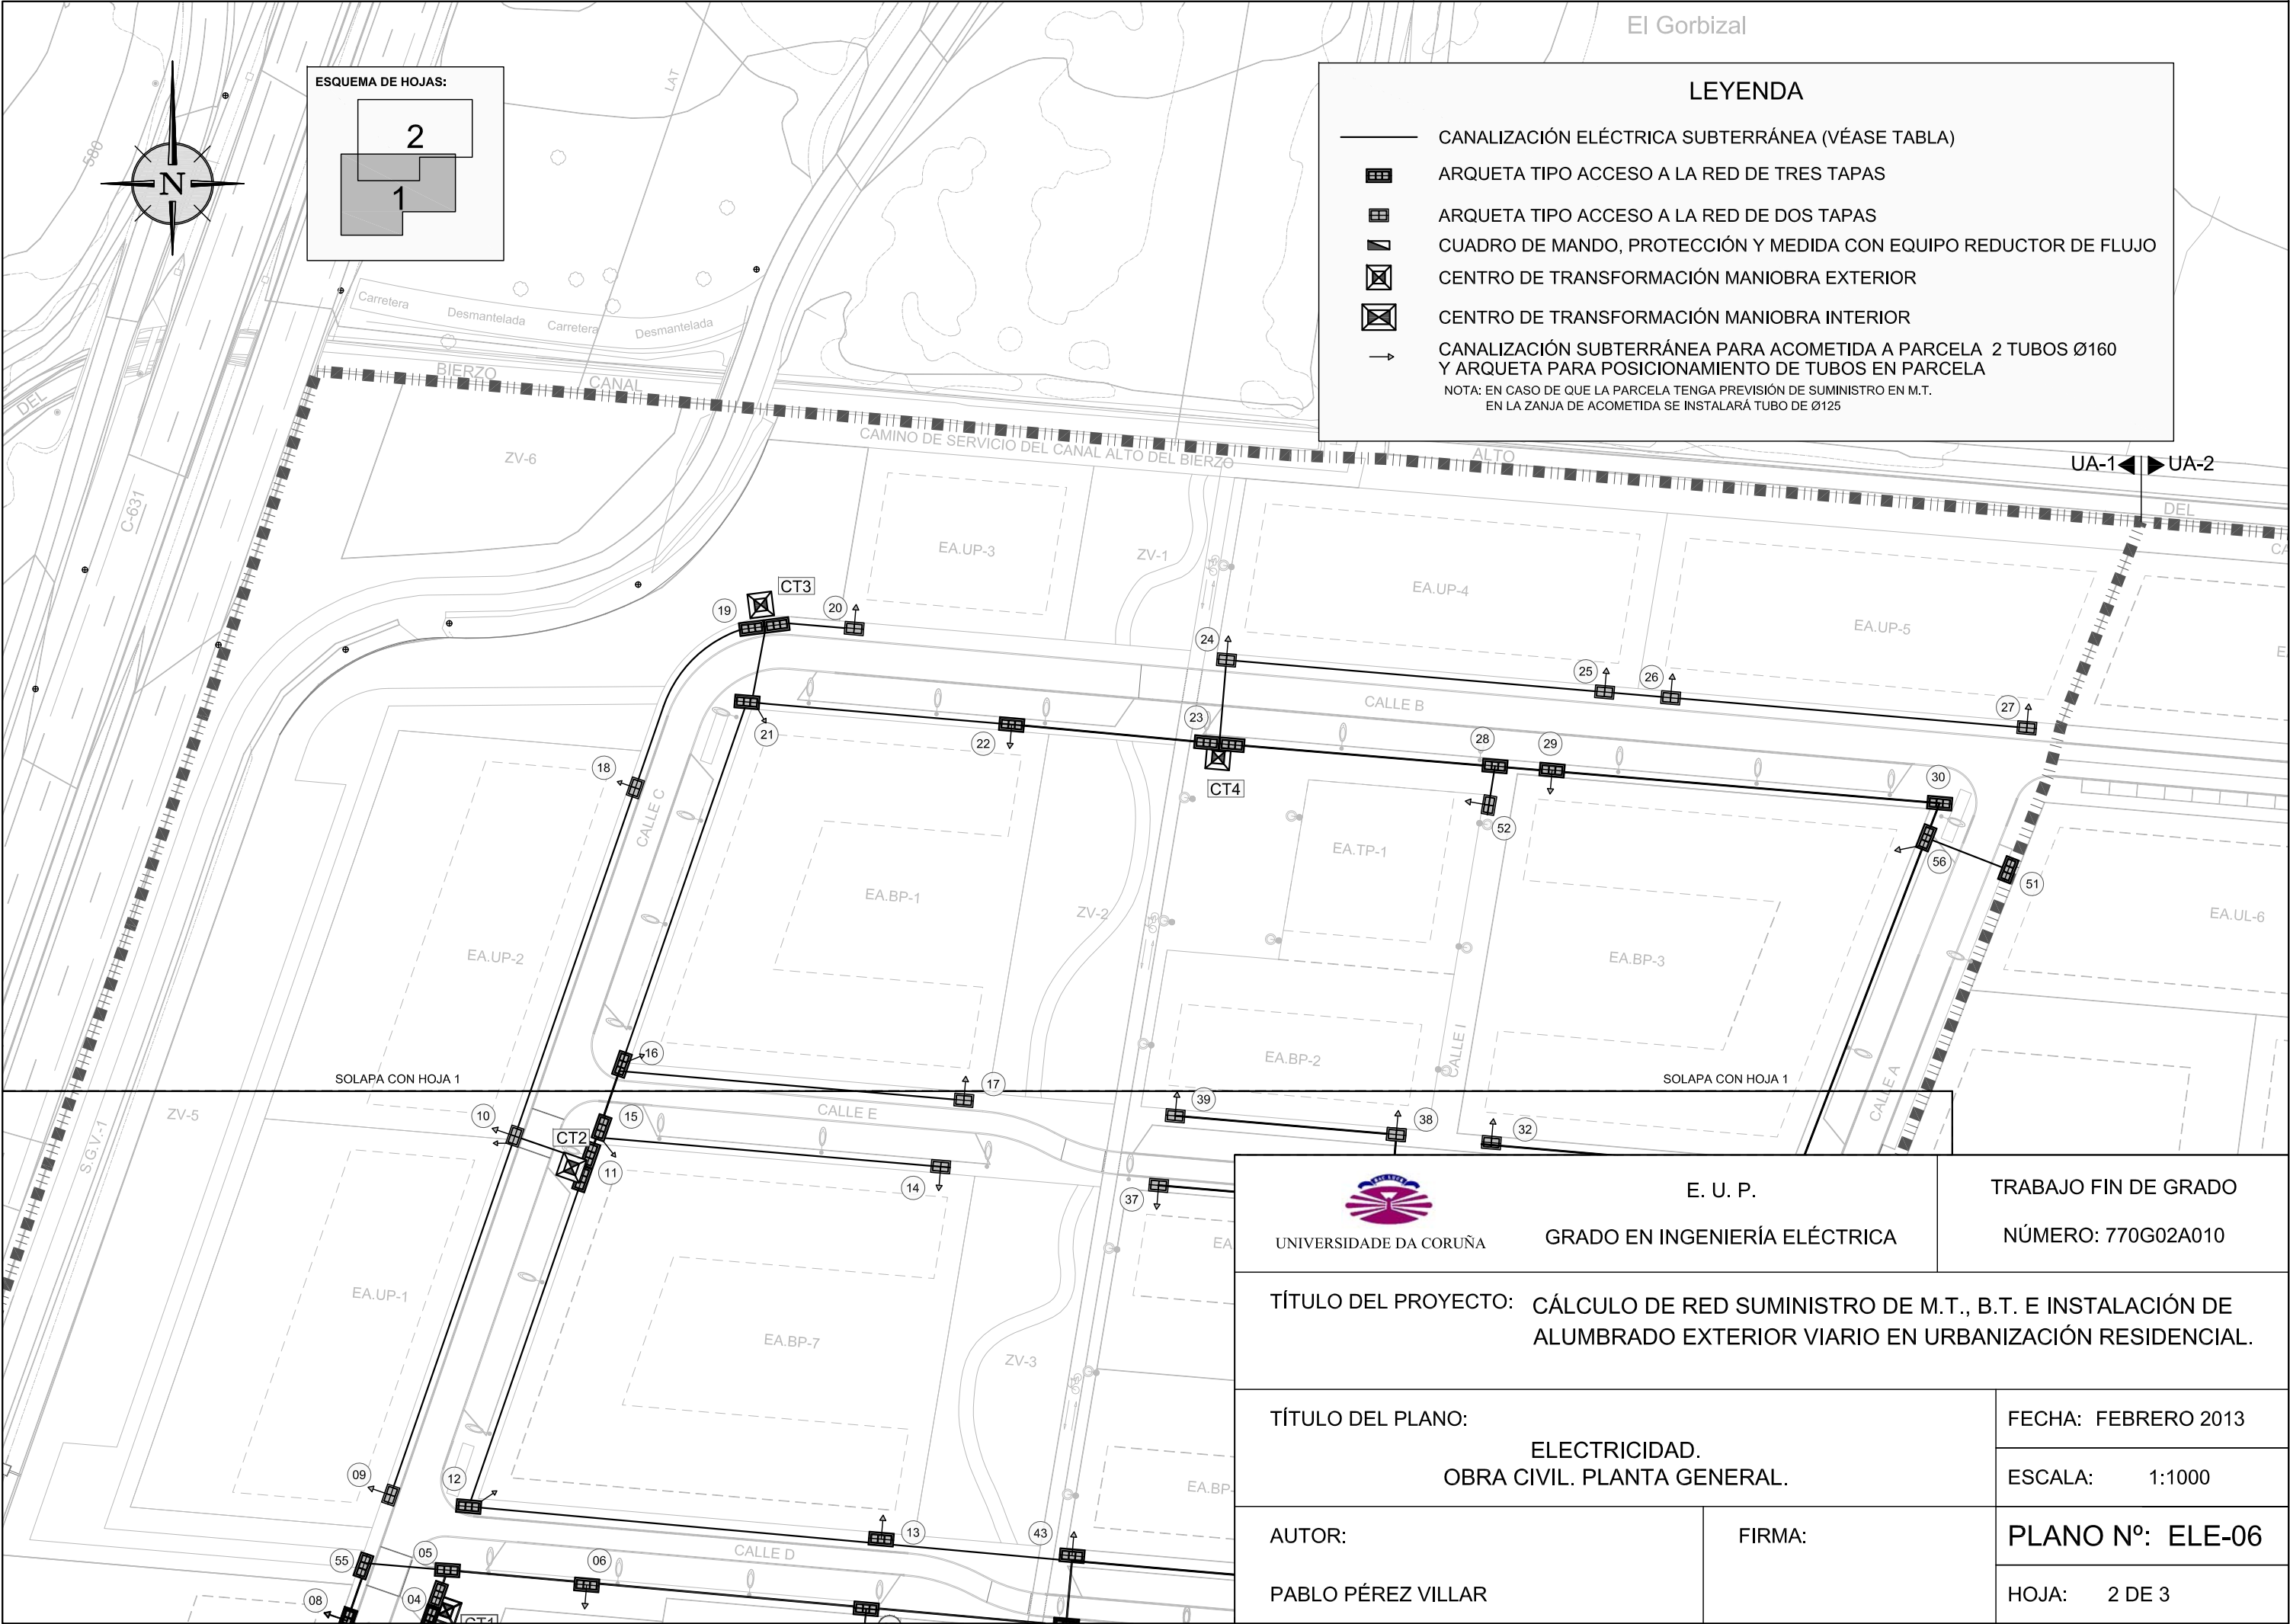 El Gorbizal
ESQUEMA DE HOJAS:
2
1
N
LEYENDA
CANALIZACIÓN ELÉCTRICA SUBTERRÁNEA (VÉASE TABLA)
ARQUETA TIPO ACCESO A LA RED DE TRES TAPAS
ARQUETA TIPO ACCESO A LA RED DE DOS TAPAS
CUADRO DE MANDO, PROTECCIÓN Y MEDIDA CON EQUIPO REDUCTOR DE FLUJO
CENTRO DE TRANSFORMACIÓN MANIOBRA EXTERIOR
CENTRO DE TRANSFORMACIÓN MANIOBRA INTERIOR
CANALIZACIÓN SUBTERRÁNEA PARA ACOMETIDA A PARCELA 2 TUBOS Ø160
Y ARQUETA PARA POSICIONAMIENTO DE TUBOS EN PARCELA
NOTA: EN CASO DE QUE LA PARCELA TENGA PREVISIÓN DE SUMINISTRO EN M.T.
EN LA ZANJA DE ACOMETIDA SE INSTALARÁ TUBO DE Ø125
LAT
580
Carretera
Desmantelada
Carretera
Desmantelada
DEL
BIERZO
CANAL
CAMINO DE SERVICIO DEL CANAL ALTO DEL BIERZO
ALTO
DEL
CA
UA-1
UA-2
C-631
ZV-6
EA.UP-3
ZV-1
EA.UP-4
EA.UP-5
E
CT3
19
20
24
25
26
27
CALLE B
21
22
23
28
29
30
CT4
18
CALLE C
52
56
51
EA.TP-1
EA.BP-1
ZV-2
EA.UL-6
EA.UP-2
EA.BP-3
16
EA.BP-2
CALLE I
SOLAPA CON HOJA 1
17
SOLAPA CON HOJA 1
ZV-5
10
15
CALLE E
39
38
32
CALLE A
CT2
S.G.V.-1
11
14
37
EA
EA.UP-1
EA.BP-7
ZV-3
09
12
EA.BP-
13
43
55
05
06
CALLE D
08
04
CT1
UNIVERSIDADE DA CORUÑA
E. U. P.
GRADO EN INGENIERÍA ELÉCTRICA
TRABAJO FIN DE GRADO
NÚMERO: 770G02A010
TÍTULO DEL PROYECTO: CÁLCULO DE RED SUMINISTRO DE M.T., B.T. E INSTALACIÓN DE
ALUMBRADO EXTERIOR VIARIO EN URBANIZACIÓN RESIDENCIAL.
TÍTULO DEL PLANO:
ELECTRICIDAD.
OBRA CIVIL. PLANTA GENERAL.
FECHA: FEBRERO 2013
ESCALA: 1:1000
AUTOR:
PABLO PÉREZ VILLAR
FIRMA:
PLANO Nº: ELE-06
HOJA: 2 DE 3